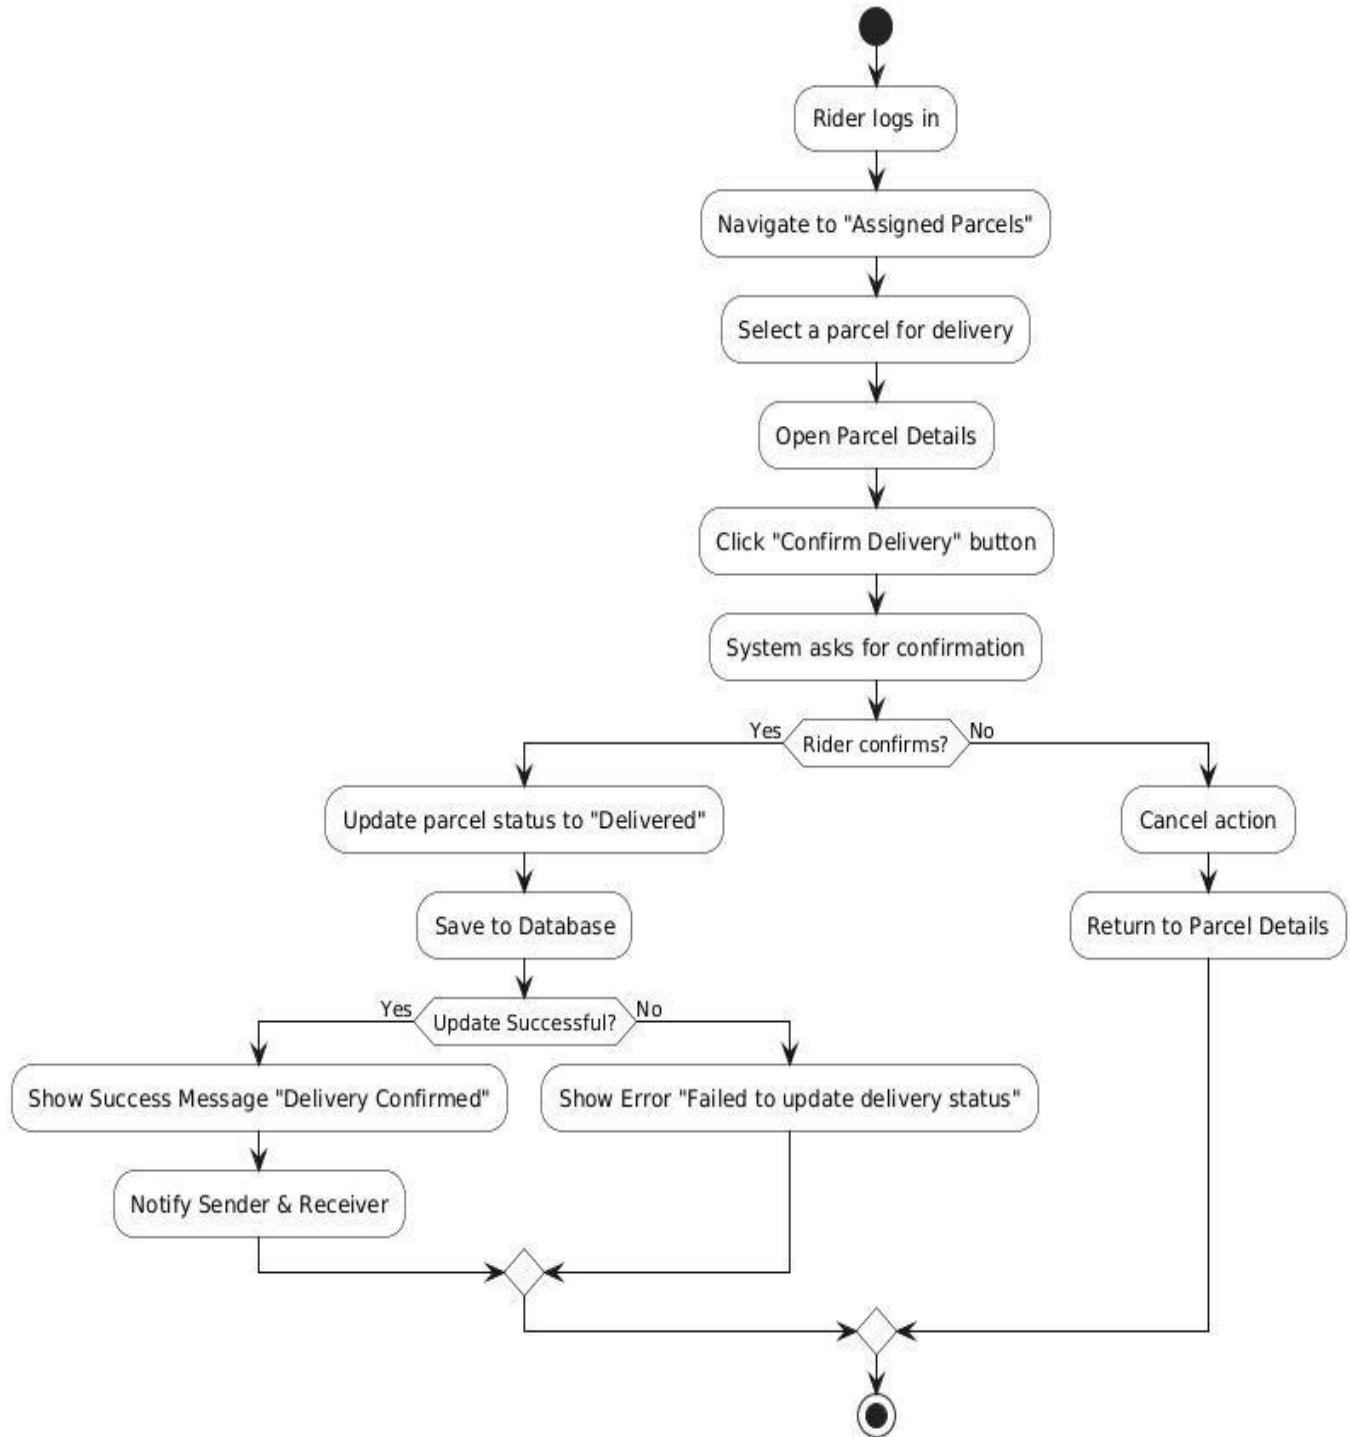 Rider logs in
Navigate to "Assigned Parcels"
Select a parcel for delivery
Open Parcel Details
Click "Confirm Delivery" button
System asks for confirmation
Yes
Rider confirms?
No
Update parcel status to "Delivered"
Cancel action
Save to Database
Return to Parcel Details
Yes
Update Successful?
No
Show Success Message "Delivery Confirmed"
Show Error "Failed to update delivery status"
Notify Sender & Receiver